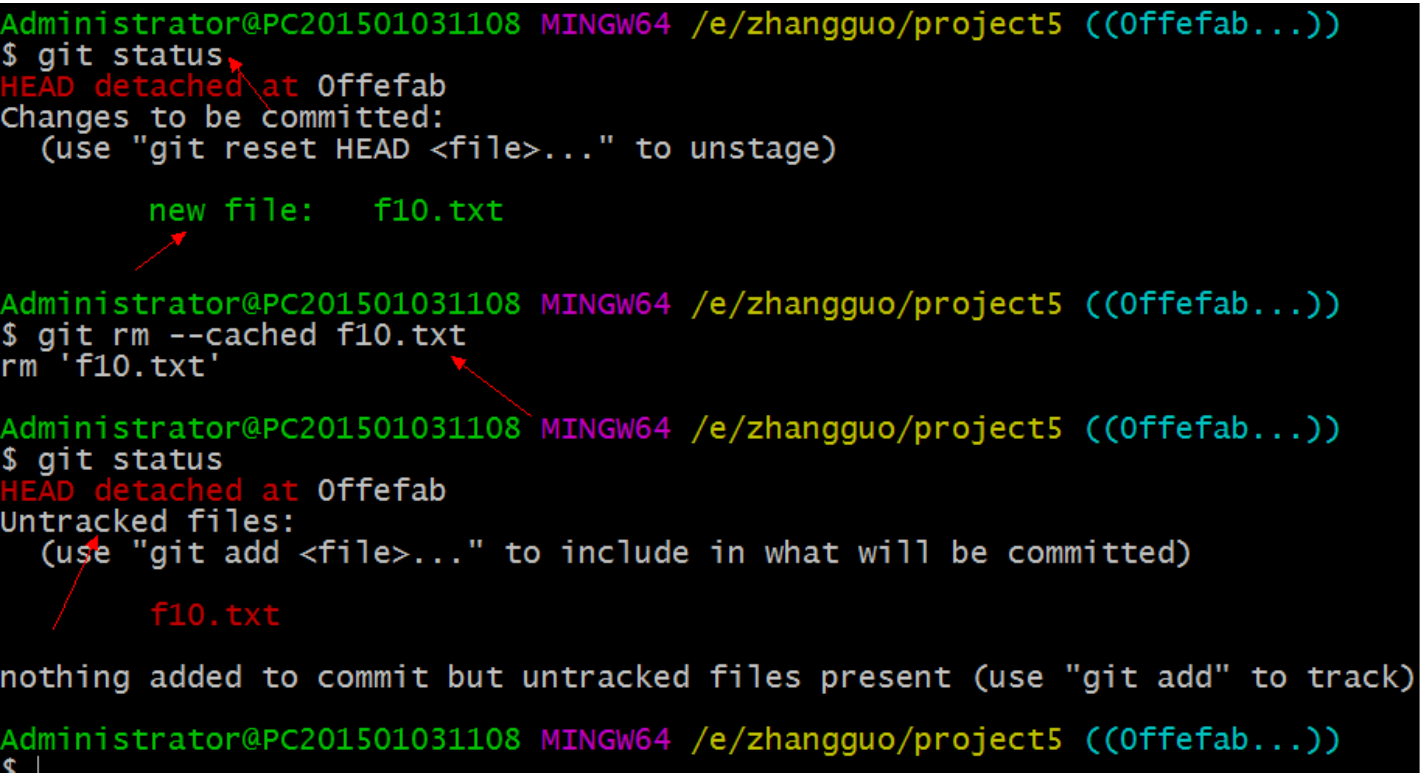 Administrator@PC201501031108 MINGW64 /e/zhangguo/project5 ((0ffefab...))
$ git status
HEAD detached at 0ffefab
Changes to be committed:
  (use "git reset HEAD <file>..." to unstage)
        new file:   f10.txt
Administrator@PC201501031108 MINGW64 /e/zhangguo/project5 ((0ffefab...))
$ git rm --cached f10.txt
rm 'f10.txt'
Administrator@PC201501031108 MINGW64 /e/zhangguo/project5 ((0ffefab...))
$ git status
HEAD detached at 0ffefab
Untracked files:
  (use "git add <file>..." to include in what will be committed)
        f10.txt
nothing added to commit but untracked files present (use "git add" to track)
Administrator@PC201501031108 MINGW64 /e/zhangguo/project5 ((0ffefab...))
$